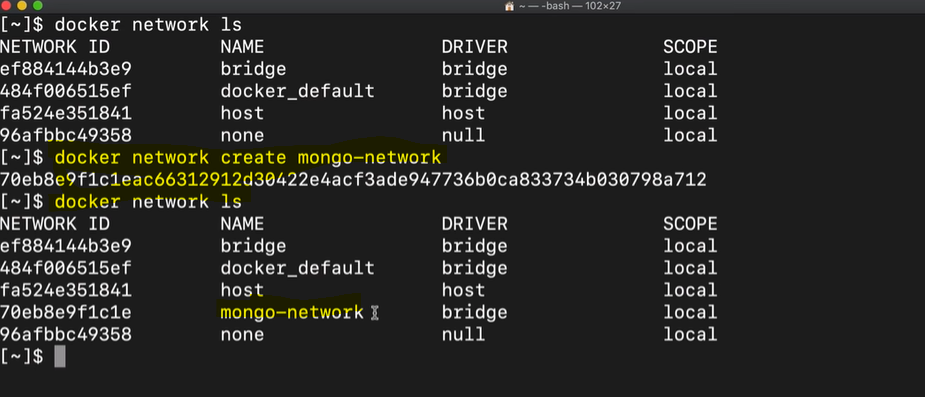 ~ — -bash — 102×27
[~]$ docker network ls
NETWORK ID NAME DRIVER SCOPE
ef884144b3e9 bridge bridge local
484f006515ef docker_default bridge local
fa524e351841 host host local
96afbbc49358 none null local
[~]$ docker network create mongo-network
70eb8e9f1c1eac66312912d30422e4acf3ade947736b0ca833734b030798a712
[~]$ docker network ls
NETWORK ID NAME DRIVER SCOPE
ef884144b3e9 bridge bridge local
484f006515ef docker_default bridge local
fa524e351841 host host local
70eb8e9f1c1e mongo-network bridge local
96afbbc49358 none null local
[~]$